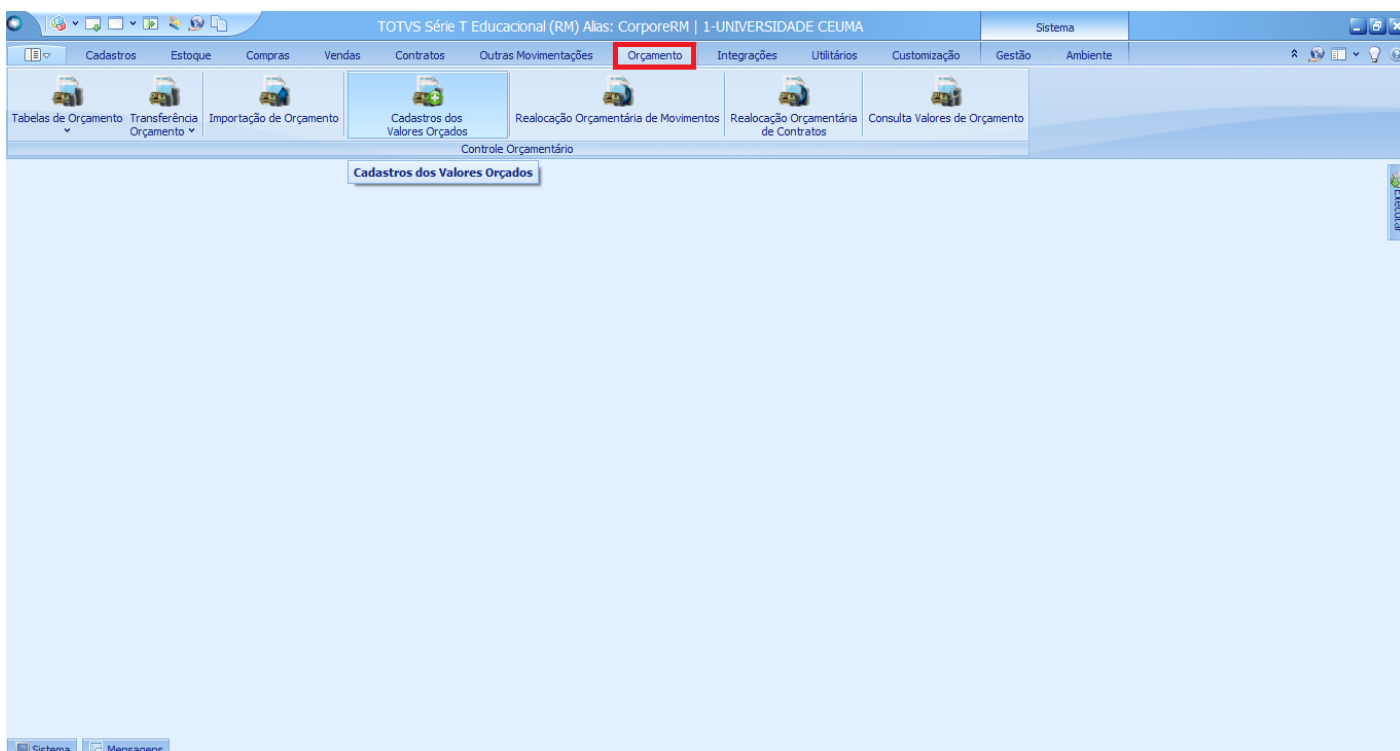 TOTVS Série T Educacional (RM) Alias: CorporeRM | 1-UNIVERSIDADE CEUMA
Sistema
Cadastros Estoque Compras Vendas Contratos Outras Movimentações Orçamento Integrações Utilitários Customização Gestão Ambiente
Tabelas de Orçamento
Transferência
Orçamento
Importação de Orçamento
Cadastros dos
Valores Orçados
Realocação Orçamentária de Movimentos
Realocação Orçamentária
de Contratos
Consulta Valores de Orçamento
Controle Orçamentário
Cadastros dos Valores Orçados
Executar
Sistema Mensagens